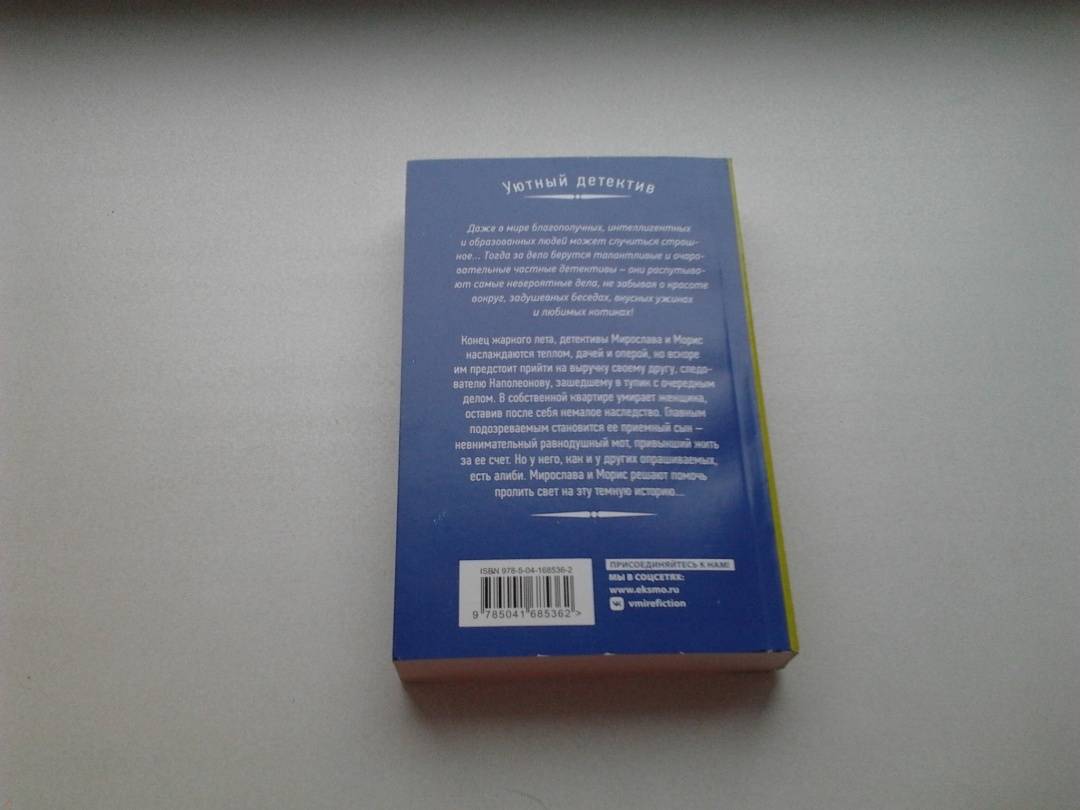 Уютный детектив
Даже в мире благополучных, интеллигентных
и образованных людей может случиться страш-
ное... Тогда за дело берутся талантливые и очаро-
вательные частные детективы – они распутыва-
ют самые невероятные дела, не забывая о красоте
вокруг, задушевных беседах, вкусных ужинах
и любимых котиках!
Конец жаркого лета, детективы Мирослава и Морис
наслаждаются теплом, дачей и оперой, но вскоре
им предстоит прийти на выручку своему другу, следо-
вателю Наполеонову, зашедшему в тупик с очередным
делом. В собственной квартире умирает женщина,
оставив после себя немалое наследство. Главным
подозреваемым становится ее приемный сын –
невнимательный равнодушный мот, привыкший жить
за ее счет. Но у него, как и у других опрашиваемых,
есть алиби. Мирослава и Морис решают помочь
пролить свет на эту темную историю...
ISBN 978-5-04-168536-2
9 785041 685362 >
ПРИСОЕДИНЯЙТЕСЬ К НАМ!
МЫ В СОЦСЕТЯХ:
www.eksmo.ru
vmirefiction